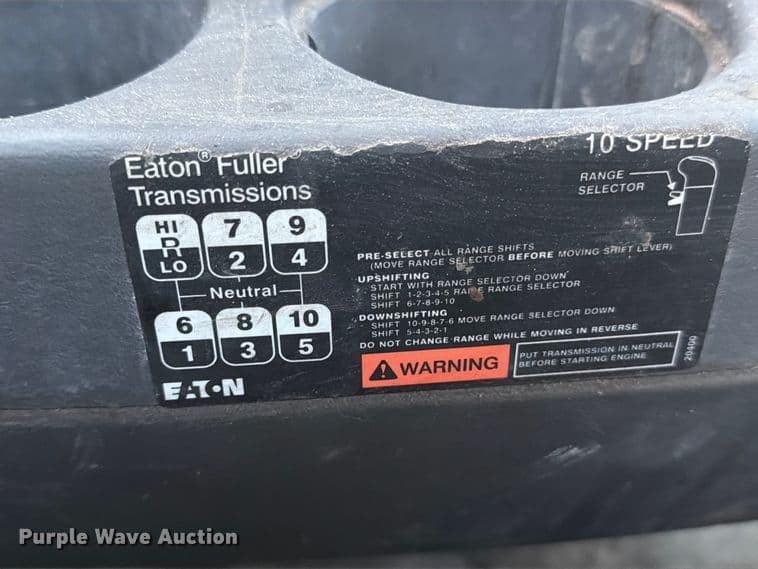 Eaton® Fuller
Transmissions
10 SPEED
RANGE
SELECTOR
HI
R
LO
7
2
9
4
Neutral
6
1
8
3
10
5
EATON
PRE-SELECT ALL RANGE SHIFTS
(MOVE RANGE SELECTOR BEFORE MOVING SHIFT LEVER)
UPSHIFTING
START WITH RANGE SELECTOR DOWN
SHIFT 1-2-3-4-5 RAISE RANGE SELECTOR
SHIFT 6-7-8-9-10
DOWNSHIFTING
SHIFT 10-9-8-7-6 MOVE RANGE SELECTOR DOWN
SHIFT 5-4-3-2-1
DO NOT CHANGE RANGE WHILE MOVING IN REVERSE
WARNING
PUT TRANSMISSION IN NEUTRAL
BEFORE STARTING ENGINE
20400
Purple Wave Auction